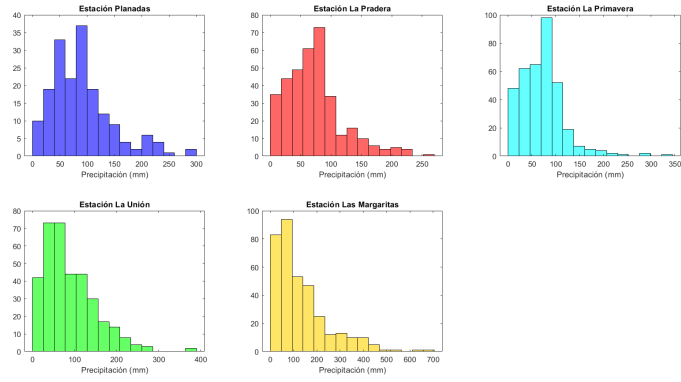 Estación Planadas
40
35
30
25
20
15
10
5
0
0 50 100 150 200 250 300
Precipitación (mm)
Estación La Pradera
80
70
60
50
40
30
20
10
0
0 50 100 150 200 250
Precipitación (mm)
Estación La Primavera
100
80
60
40
20
0
0 50 100 150 200 250 300 350
Precipitación (mm)
Estación La Unión
80
70
60
50
40
30
20
10
0
0 100 200 300 400
Precipitación (mm)
Estación Las Margaritas
100
80
60
40
20
0
0 100 200 300 400 500 600 700
Precipitación (mm)